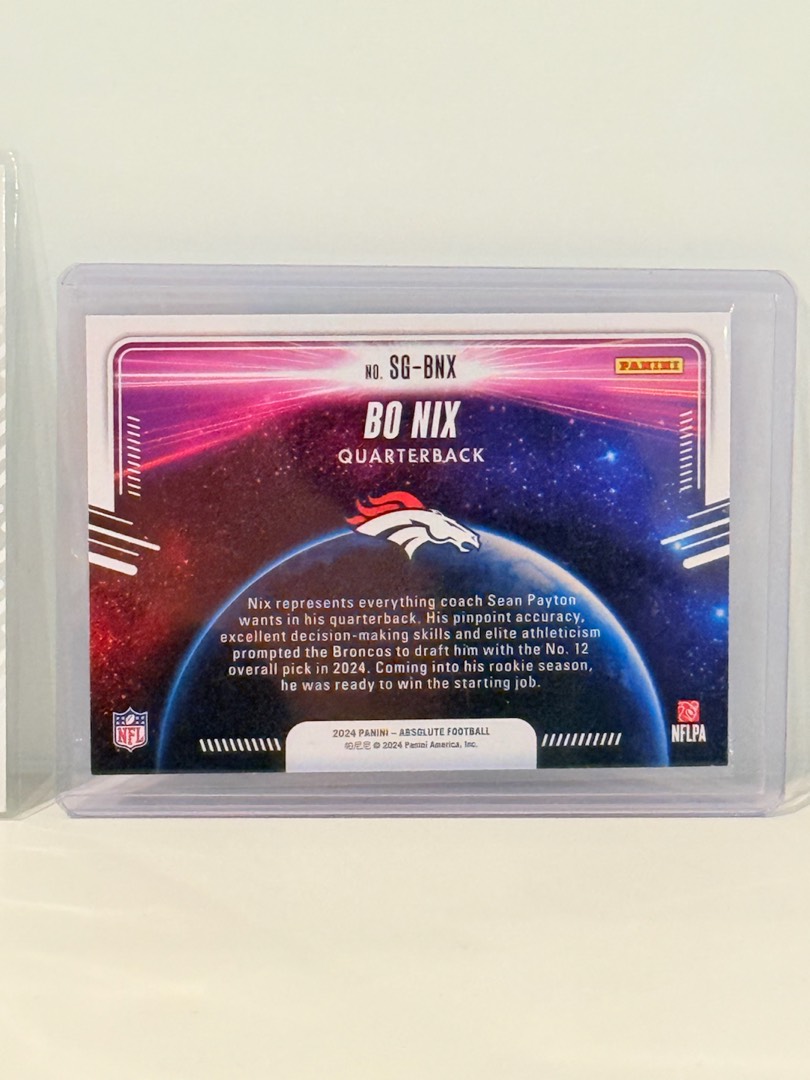 NO. SG-BNX
PANINI
BO NIX
QUARTERBACK
Nix represents everything coach Sean Payton
wants in his quarterback. His pinpoint accuracy,
excellent decision-making skills and elite athleticism
prompted the Broncos to draft him with the No. 12
overall pick in 2024. Coming into his rookie season,
he was ready to win the starting job.
NFL
2024 PANINI – ABSOLUTE FOOTBALL
帕尼尼 © 2024 Panini America, Inc.
NFLPA